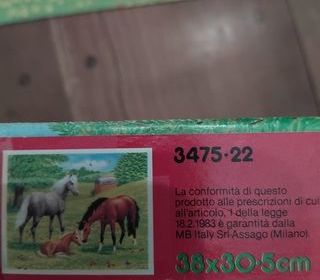 3475-22
La conformità di questo
prodotto alle prescrizioni di cui
all'articolo, 1 della legge
18.2.1983 è garantita dalla
MB Italy Srl-Assago (Milano)
38x30·5cm